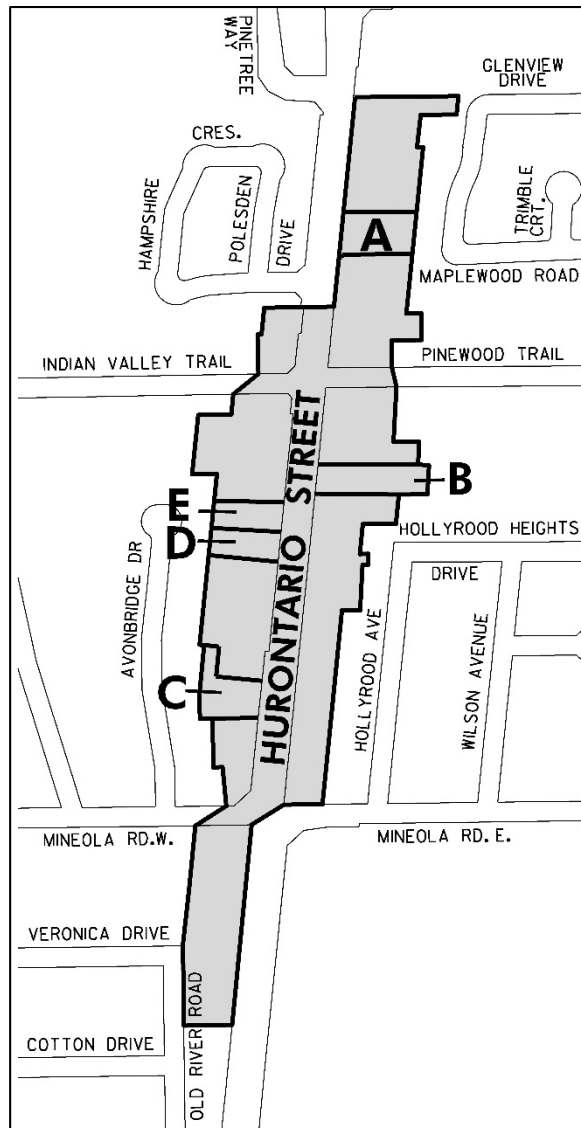 PINETREE
WAY
GLENVIEW
DRIVE
CRES.
HAMPSHIRE
POLESDEN
DRIVE
TRIMBLE
CRT.
A
MAPLEWOOD ROAD
INDIAN VALLEY TRAIL
PINEWOOD TRAIL
HURONTARIO STREET
B
E
D
HOLLYROOD HEIGHTS
DRIVE
AVONBRIDGE DR
C
HOLLYROOD AVE
WILSON AVENUE
MINEOLA RD.W.
MINEOLA RD.E.
VERONICA DRIVE
OLD RIVER ROAD
COTTON DRIVE